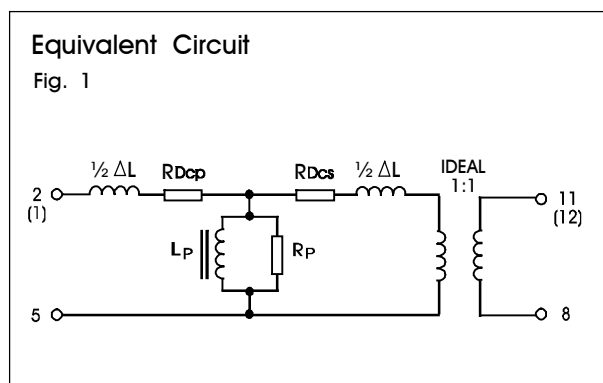 Equivalent Circuit
Fig. 1
½ ΔL RDcp RDcs ½ ΔL IDEAL
1:1
2 11
(1) (12)
LP RP
5 8